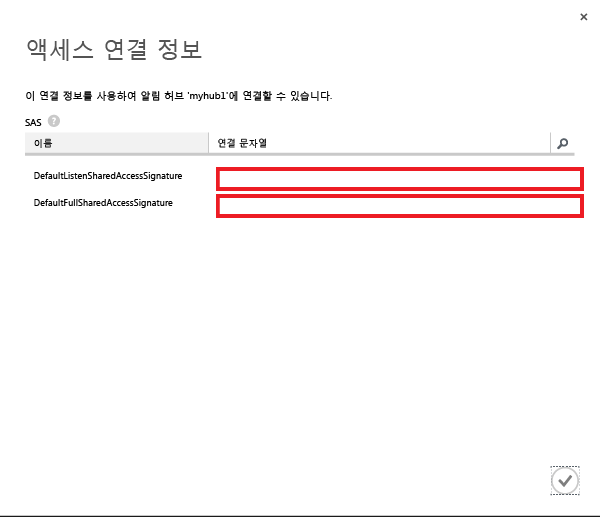 액세스 연결 정보
이 연결 정보를 사용하여 알림 허브 'myhub1'에 연결할 수 있습니다.
SAS ?
이름 연결 문자열
DefaultListenSharedAccessSignature
DefaultFullSharedAccessSignature